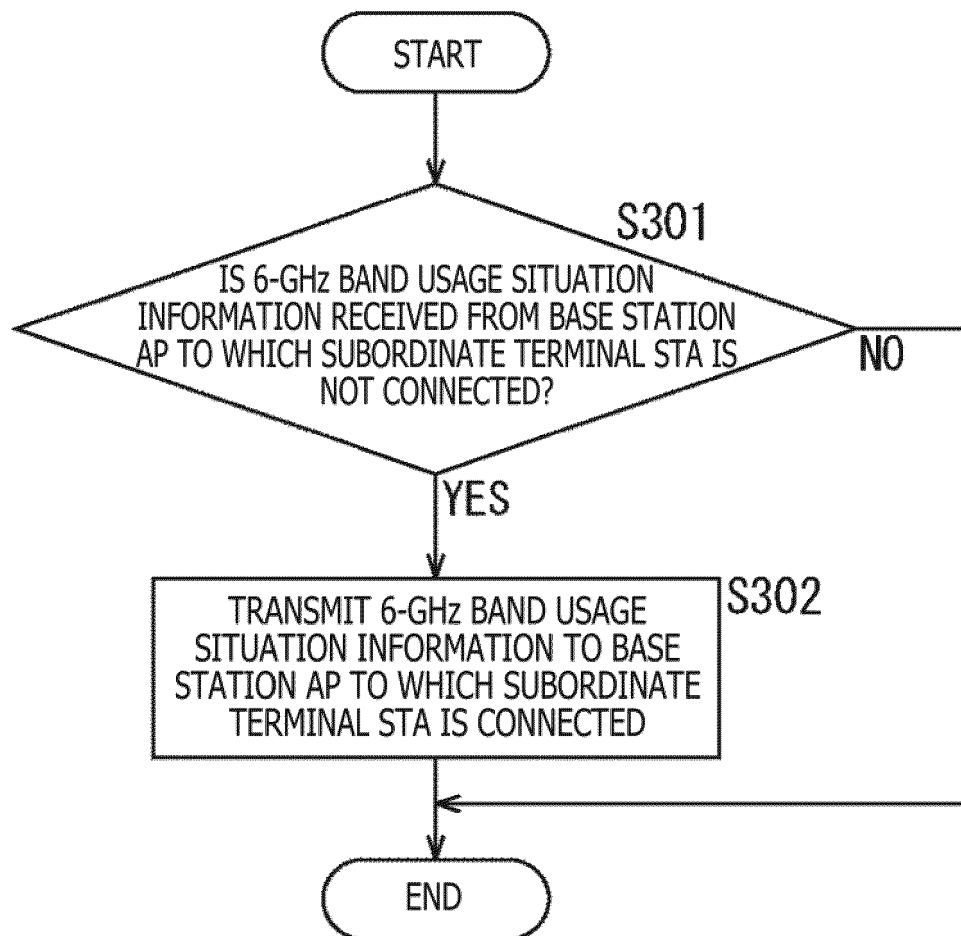 START
S301
IS 6-GHz BAND USAGE SITUATION
INFORMATION RECEIVED FROM BASE STATION
AP TO WHICH SUBORDINATE TERMINAL STA IS
NOT CONNECTED?
NO
YES
S302
TRANSMIT 6-GHz BAND USAGE
SITUATION INFORMATION TO BASE
STATION AP TO WHICH SUBORDINATE
TERMINAL STA IS CONNECTED
END